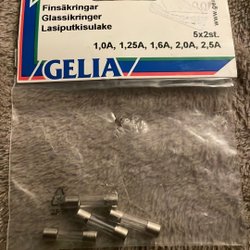 Finsäkringar
Glassikringer
Lasiputkisulake
5x2st.
1,0A, 1,25A, 1,6A, 2,0A, 2,5A
GELIA